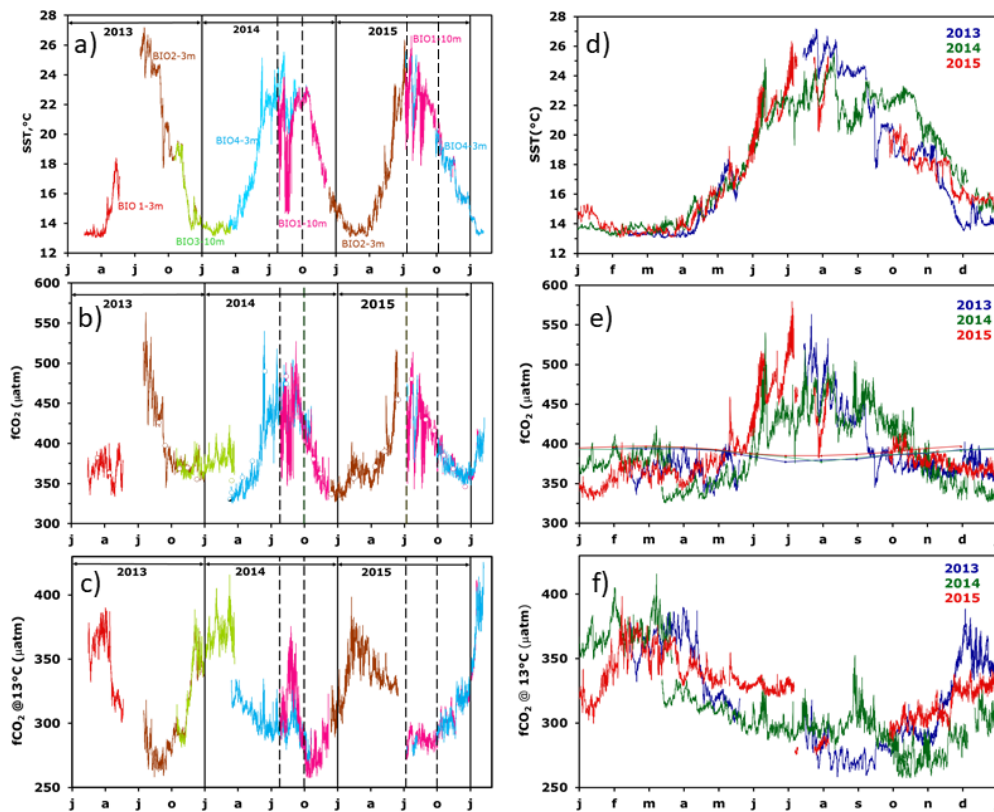 a)
2013
2014
2015
28
26
24
22
20
18
16
14
12
SST,°C
BIO2-3m
BIO4-3m
BIO1-10m
BIO 1-3m
BIO3-10m
BIO1-10m
BIO2-3m
BIO4-3m
j a j o j a j o j a j o j
d)
2013
2014
2015
28
26
24
22
20
18
16
14
12
SST(°C)
j f m a m j j a s o n d j
b)
2013
2014
2015
600
550
500
450
400
350
300
fCO₂ (µatm)
j a j o j a j o j a j o j
e)
2013
2014
2015
600
550
500
450
400
350
300
fCO₂ (µatm)
j f m a m j j a s o n d j
c)
2013
2014
2015
400
350
300
250
fCO₂ @13°C (µatm)
j a j o j a j o j a j o j
f)
2013
2014
2015
400
350
300
250
fCO₂ @ 13°C (µatm)
j f m a m j j a s o n d j